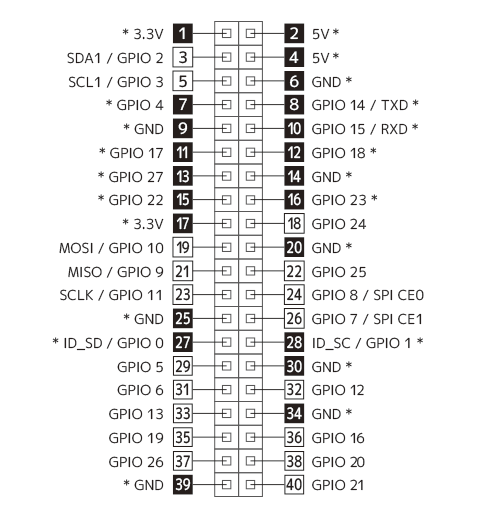 * 3.3V 1 2 5V *
SDA1 / GPIO 2 3 4 5V *
SCL1 / GPIO 3 5 6 GND *
* GPIO 4 7 8 GPIO 14 / TXD *
* GND 9 10 GPIO 15 / RXD *
* GPIO 17 11 12 GPIO 18 *
* GPIO 27 13 14 GND *
* GPIO 22 15 16 GPIO 23 *
* 3.3V 17 18 GPIO 24
MOSI / GPIO 10 19 20 GND *
MISO / GPIO 9 21 22 GPIO 25
SCLK / GPIO 11 23 24 GPIO 8 / SPI CE0
* GND 25 26 GPIO 7 / SPI CE1
* ID_SD / GPIO 0 27 28 ID_SC / GPIO 1 *
GPIO 5 29 30 GND *
GPIO 6 31 32 GPIO 12
GPIO 13 33 34 GND *
GPIO 19 35 36 GPIO 16
GPIO 26 37 38 GPIO 20
* GND 39 40 GPIO 21